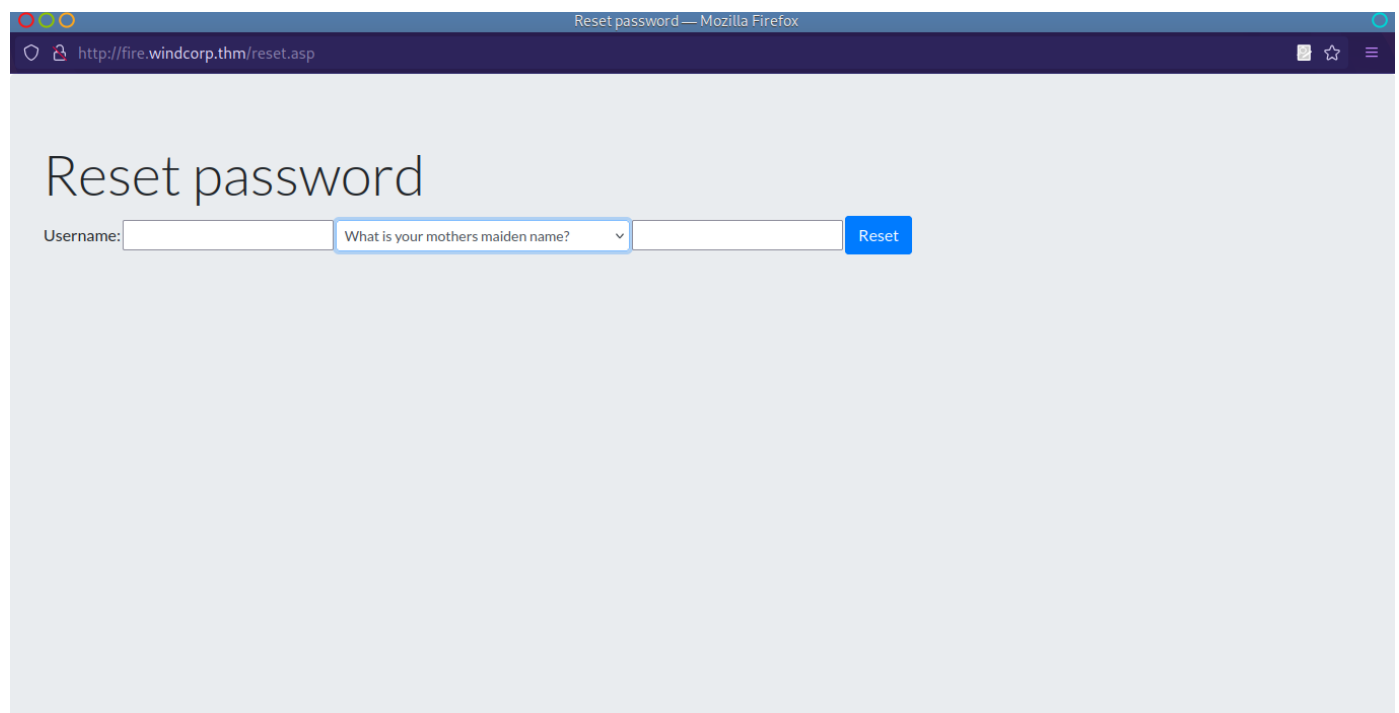 Reset password — Mozilla Firefox
http://fire.windcorp.thm/reset.asp
Reset password
Username: What is your mothers maiden name? Reset